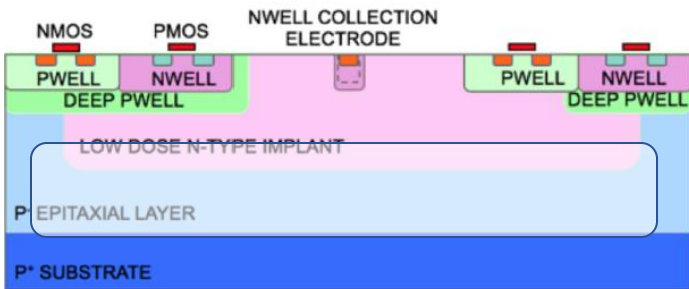 NWELL COLLECTION
ELECTRODE
NMOS PMOS
PWELL NWELL PWELL NWELL
DEEP PWELL DEEP PWELL
LOW DOSE N-TYPE IMPLANT
P⁻ EPITAXIAL LAYER
P⁺ SUBSTRATE